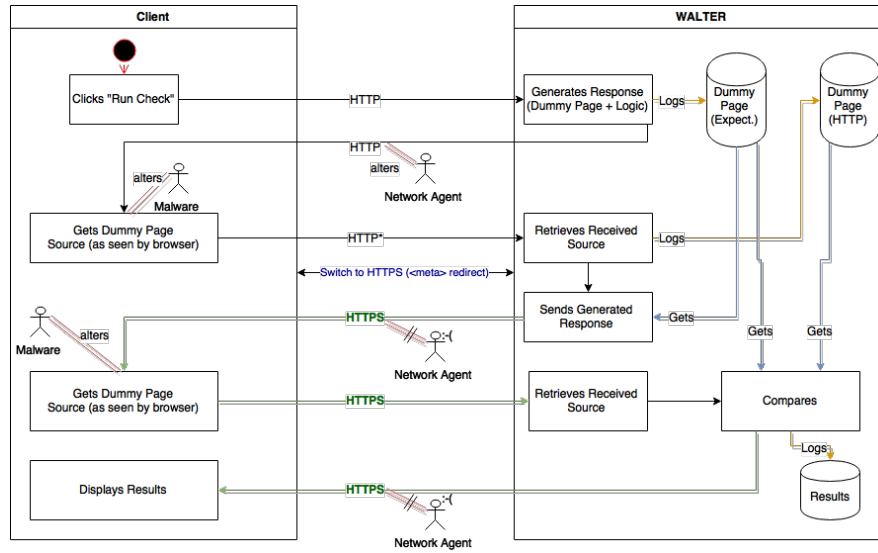 Client
WALTER
Clicks "Run Check"
HTTP
Generates Response
(Dummy Page + Logic)
Logs
Dummy
Page
(Expect.)
Dummy
Page
(HTTP)
HTTP
alters
Network Agent
alters
Malware
Gets Dummy Page
Source (as seen by browser)
HTTP*
Retrieves Received
Source
Logs
Switch to HTTPS (<meta> redirect)
Sends Generated
Response
Gets
Gets
Gets
HTTPS
:-(
Network Agent
alters
Malware
Gets Dummy Page
Source (as seen by browser)
HTTPS
Retrieves Received
Source
Compares
Logs
Results
Displays Results
HTTPS
:-(
Network Agent